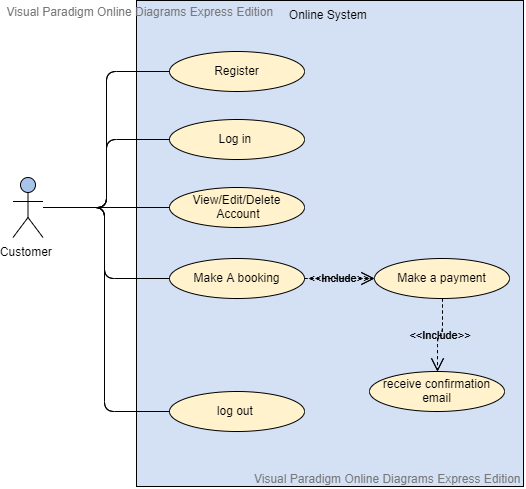 Visual Paradigm Online Diagrams Express Edition
Online System
Register
Log in
View/Edit/Delete
Account
Customer
Make A booking
<<Include>>
Make a payment
<<Include>>
receive confirmation
email
log out
Visual Paradigm Online Diagrams Express Edition